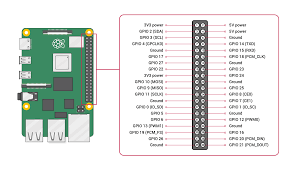 3V3 power 5V power
GPIO 2 (SDA) 5V power
GPIO 3 (SCL) Ground
GPIO 4 (GPCLK0) GPIO 14 (TXD)
Ground GPIO 15 (RXD)
GPIO 17 GPIO 18 (PCM_CLK)
GPIO 27 Ground
GPIO 22 GPIO 23
3V3 power GPIO 24
GPIO 10 (MOSI) Ground
GPIO 9 (MISO) GPIO 25
GPIO 11 (SCLK) GPIO 8 (CE0)
Ground GPIO 7 (CE1)
GPIO 0 (ID_SD) GPIO 1 (ID_SC)
GPIO 5 Ground
GPIO 6 GPIO 12 (PWM0)
GPIO 13 (PWM1) Ground
GPIO 19 (PCM_FS) GPIO 16
GPIO 26 GPIO 20 (PCM_DIN)
Ground GPIO 21 (PCM_DOUT)